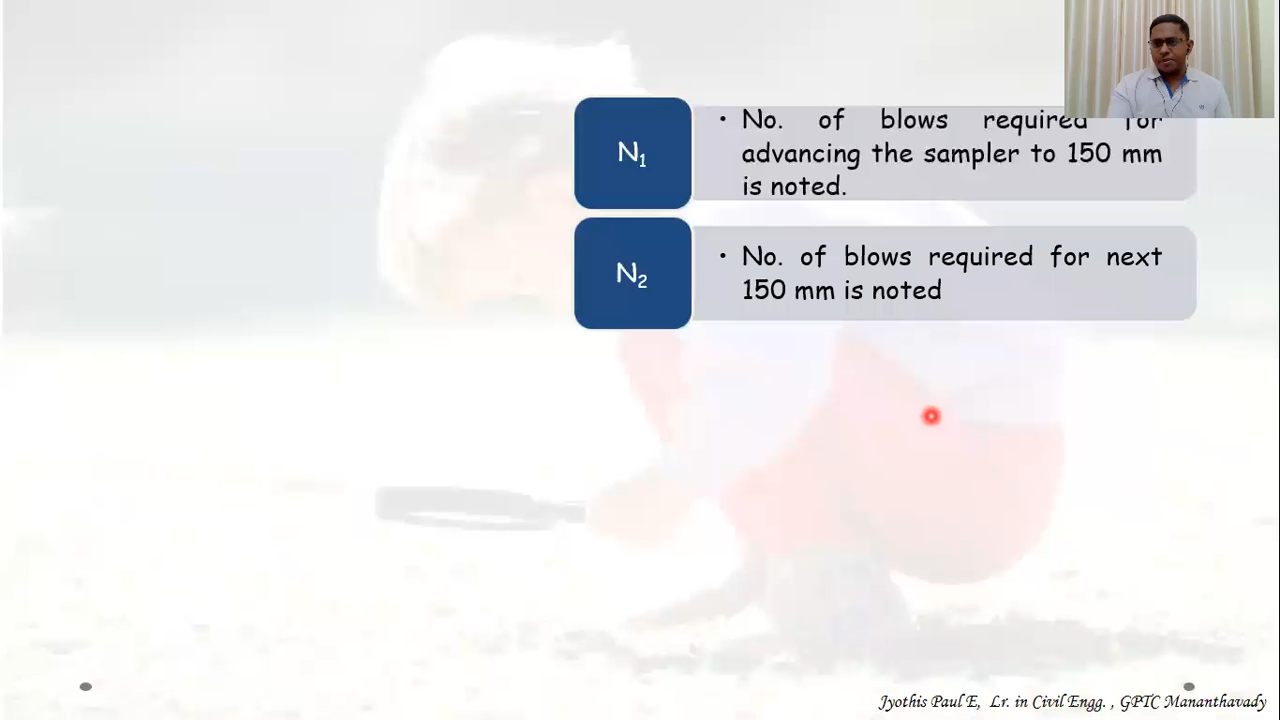 N1
• No. of blows required for
advancing the sampler to 150 mm
is noted.
N2
• No. of blows required for next
150 mm is noted
Jyothis Paul E, Lr. in Civil Engg. , GPTC Mananthavady